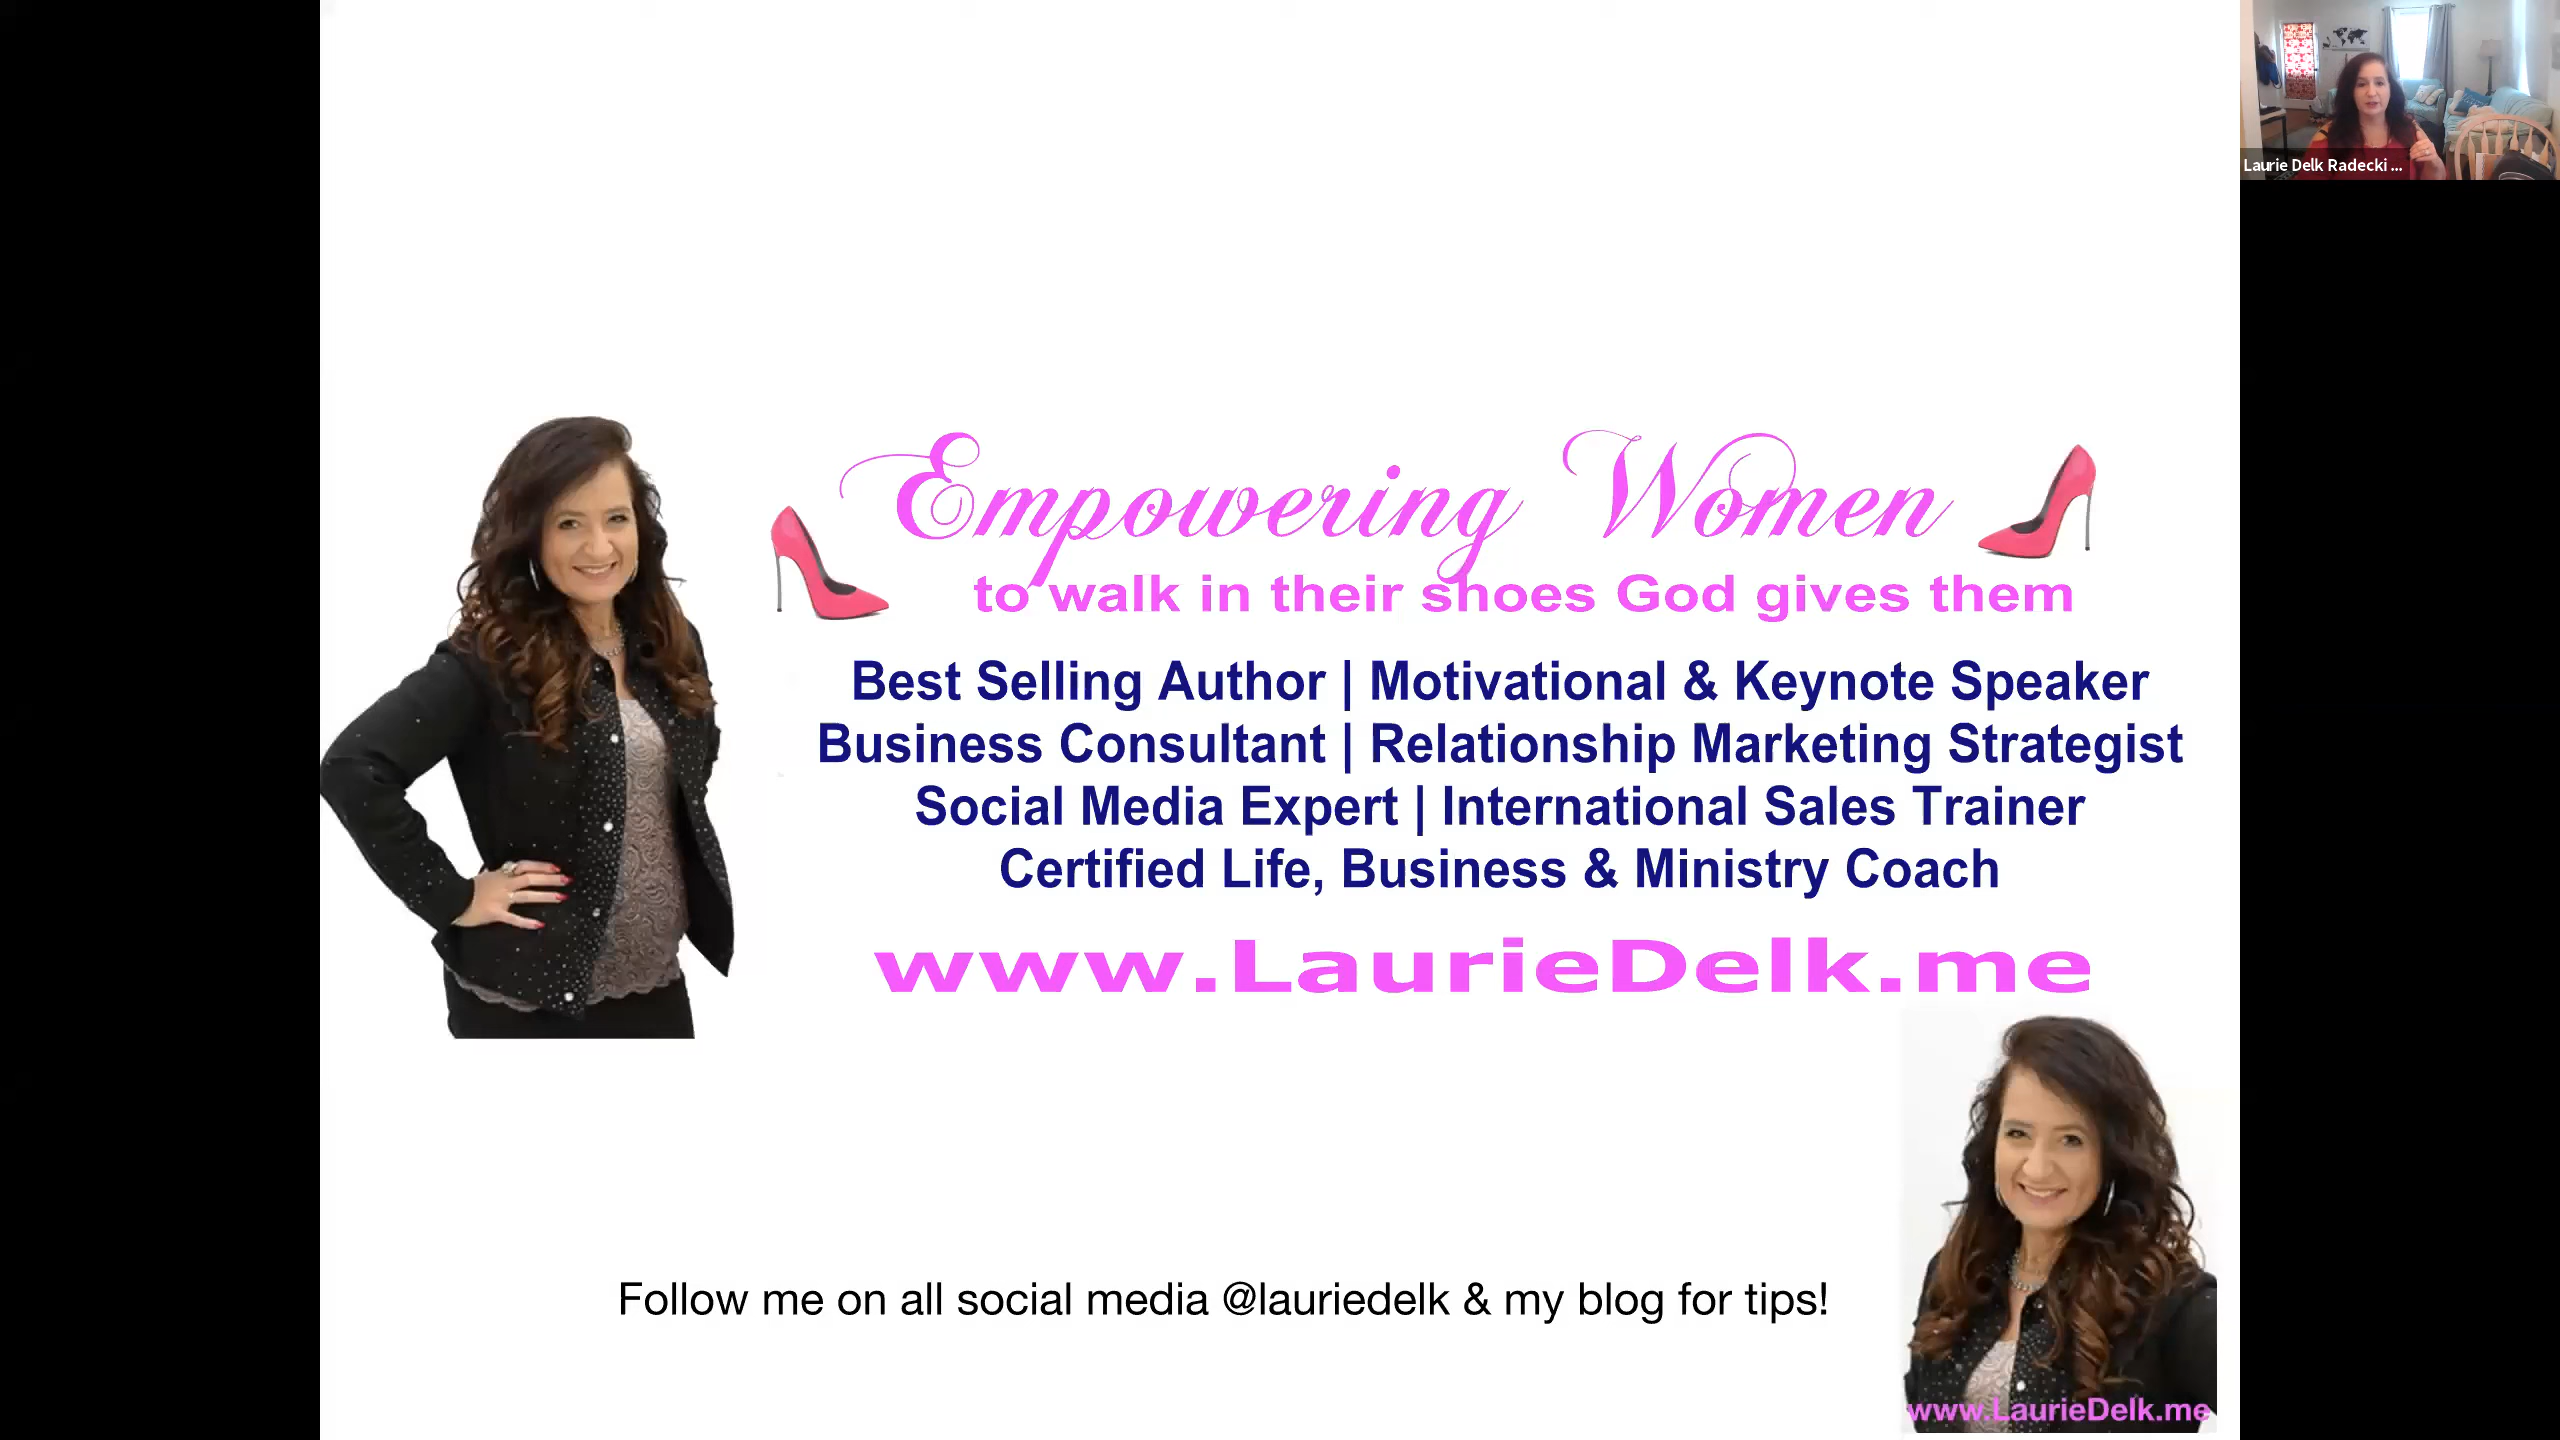 Laurie Delk Radecki ...
Empowering Women
to walk in their shoes God gives them
Best Selling Author | Motivational & Keynote Speaker
Business Consultant | Relationship Marketing Strategist
Social Media Expert | International Sales Trainer
Certified Life, Business & Ministry Coach
www.LaurieDelk.me
Follow me on all social media @lauriedelk & my blog for tips!
www.LaurieDelk.me